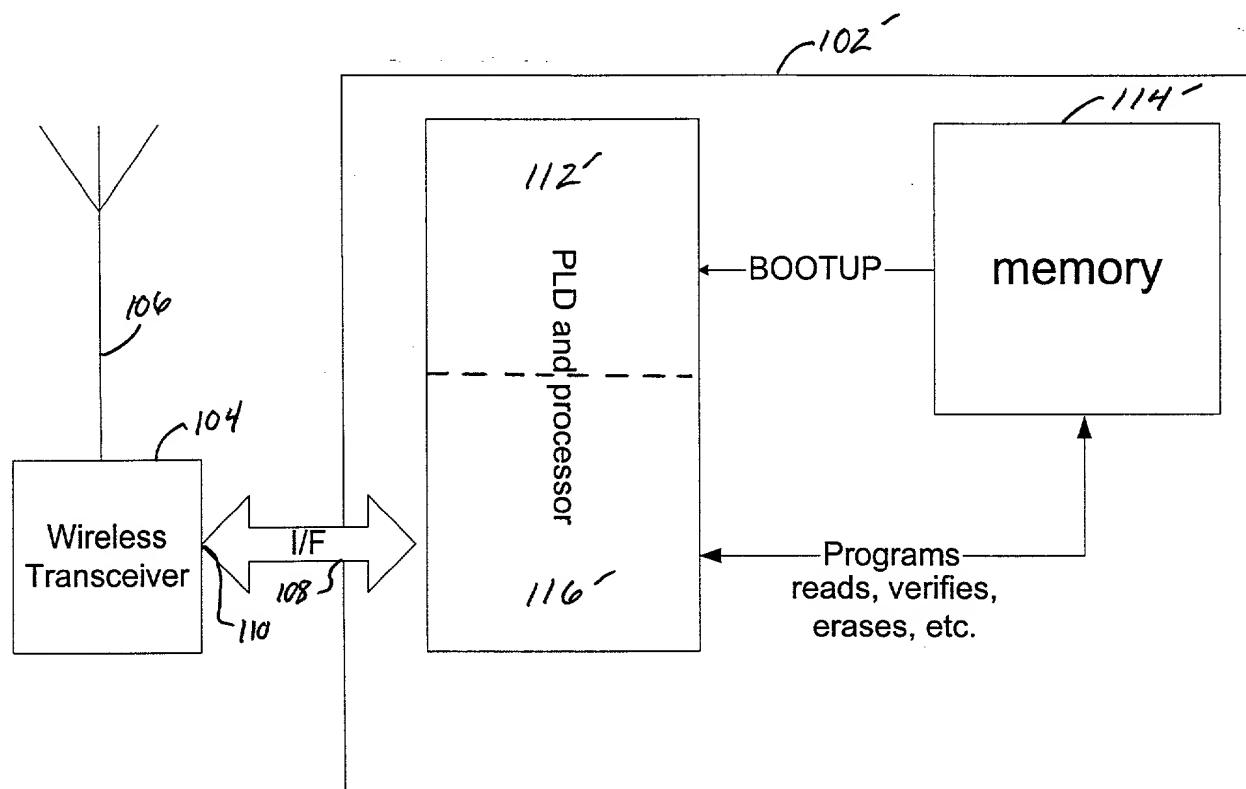 102'
114'
112'
PLD and processor
BOOTUP
memory
106
104
Wireless
Transceiver
I/F
108
110
116'
Programs
reads, verifies,
erases, etc.